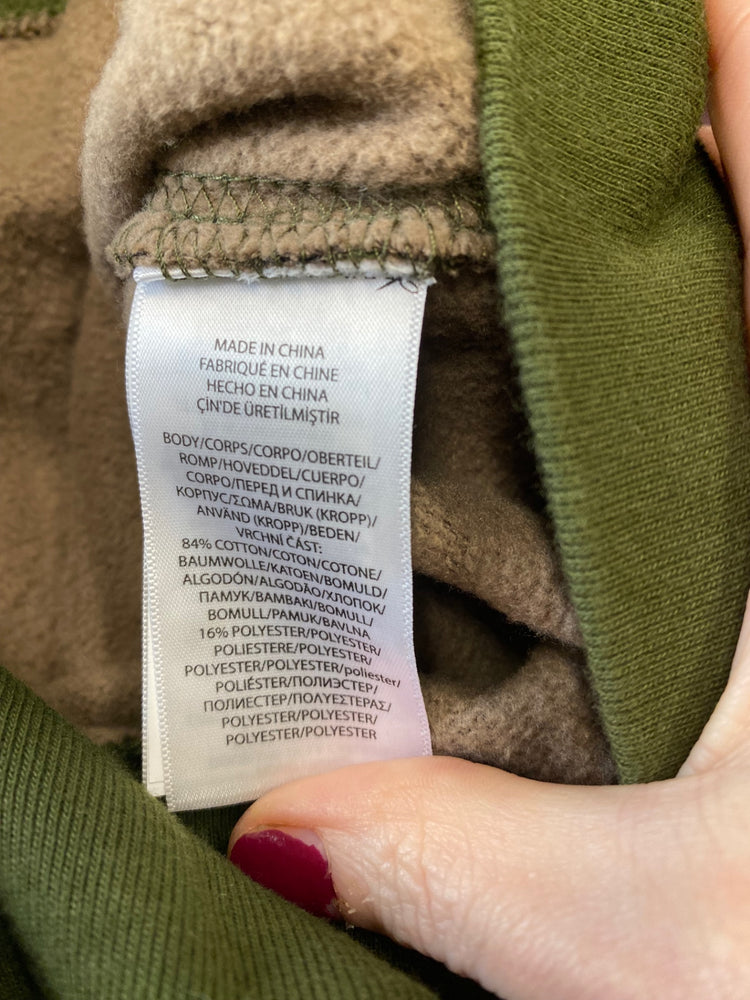 MADE IN CHINA
FABRIQUÉ EN CHINE
HECHO EN CHINA
ÇİN'DE ÜRETİLMİŞTİR
BODY/CORPS/CORPO/OBERTEIL/
ROMP/HOVEDDEL/CUERPO/
CORPO/ПЕРЕД И СПИНКА/
КОРПУС/ΣΩΜΑ/BRUK (KROPP)/
ANVÄND (KROPP)/BEDEN/
VRCHNÍ ČÁST:
84% COTTON/COTON/COTONE/
BAUMWOLLE/KATOEN/BOMULD/
ALGODÓN/ALGODÃO/ХЛОПОК/
ПАМУК/ΒΑΜΒΑΚΙ/BOMULL/
BOMULL/PAMUK/BAVLNA
16% POLYESTER/POLYESTER/
POLIESTERE/POLYESTER/
POLYESTER/POLYESTER/poliester/
POLIÉSTER/ПОЛИЭСТЕР/
ПОЛИЕСТЕР/ΠΟΛΥΕΣΤΕΡΑΣ/
POLYESTER/POLYESTER/
POLYESTER/POLYESTER